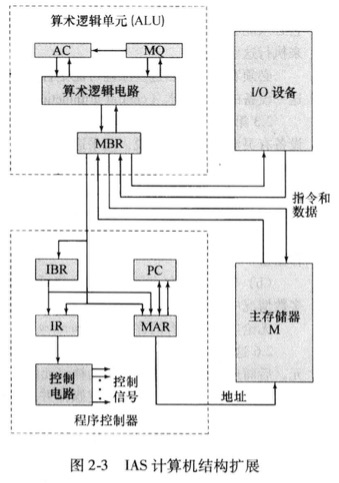 算术逻辑单元(ALU)
AC
MQ
算术逻辑电路
MBR
I/O 设备
指令和
数据
IBR
PC
IR
MAR
主存储器
M
控制
电路
控制
信号
地址
程序控制器
图 2-3 IAS 计算机结构扩展